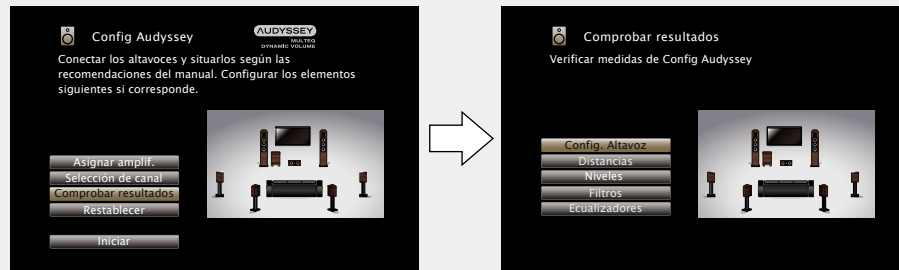 Config Audyssey
AUDYSSEY
MULTEQ
DYNAMIC VOLUME
Conectar los altavoces y situarlos según las
recomendaciones del manual. Configurar los elementos
siguientes si corresponde.
Asignar amplif.
Selección de canal
Comprobar resultados
Restablecer
Iniciar
Comprobar resultados
Verificar medidas de Config Audyssey
Config. Altavoz
Distancias
Niveles
Filtros
Ecualizadores